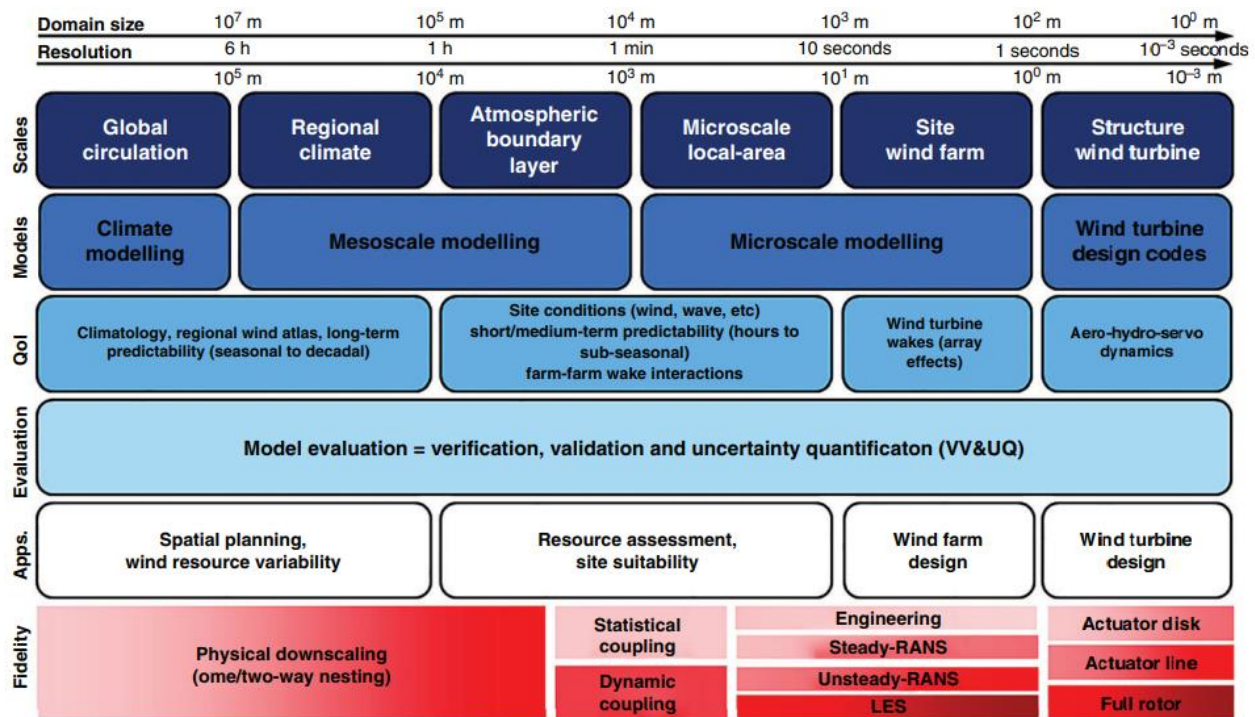 Domain size 10⁷ m 10⁵ m 10⁴ m 10³ m 10² m 10⁰ m
Resolution 6 h 1 h 1 min 10 seconds 1 seconds 10⁻³ seconds
10⁵ m 10⁴ m 10³ m 10¹ m 10⁰ m 10⁻³ m
Scales
Global
circulation
Regional
climate
Atmospheric
boundary
layer
Microscale
local-area
Site
wind farm
Structure
wind turbine
Models
Climate
modelling
Mesoscale modelling
Microscale modelling
Wind turbine
design codes
QoI
Climatology, regional wind atlas, long-term
predictability (seasonal to decadal)
Site conditions (wind, wave, etc)
short/medium-term predictability (hours to
sub-seasonal)
farm-farm wake interactions
Wind turbine
wakes (array
effects)
Aero-hydro-servo
dynamics
Evaluation
Model evaluation = verification, validation and uncertainty quantificaton (VV&UQ)
Apps.
Spatial planning,
wind resource variability
Resource assessment,
site suitability
Wind farm
design
Wind turbine
design
Fidelity
Physical downscaling
(ome/two-way nesting)
Statistical
coupling
Dynamic
coupling
Engineering
Steady-RANS
Unsteady-RANS
LES
Actuator disk
Actuator line
Full rotor